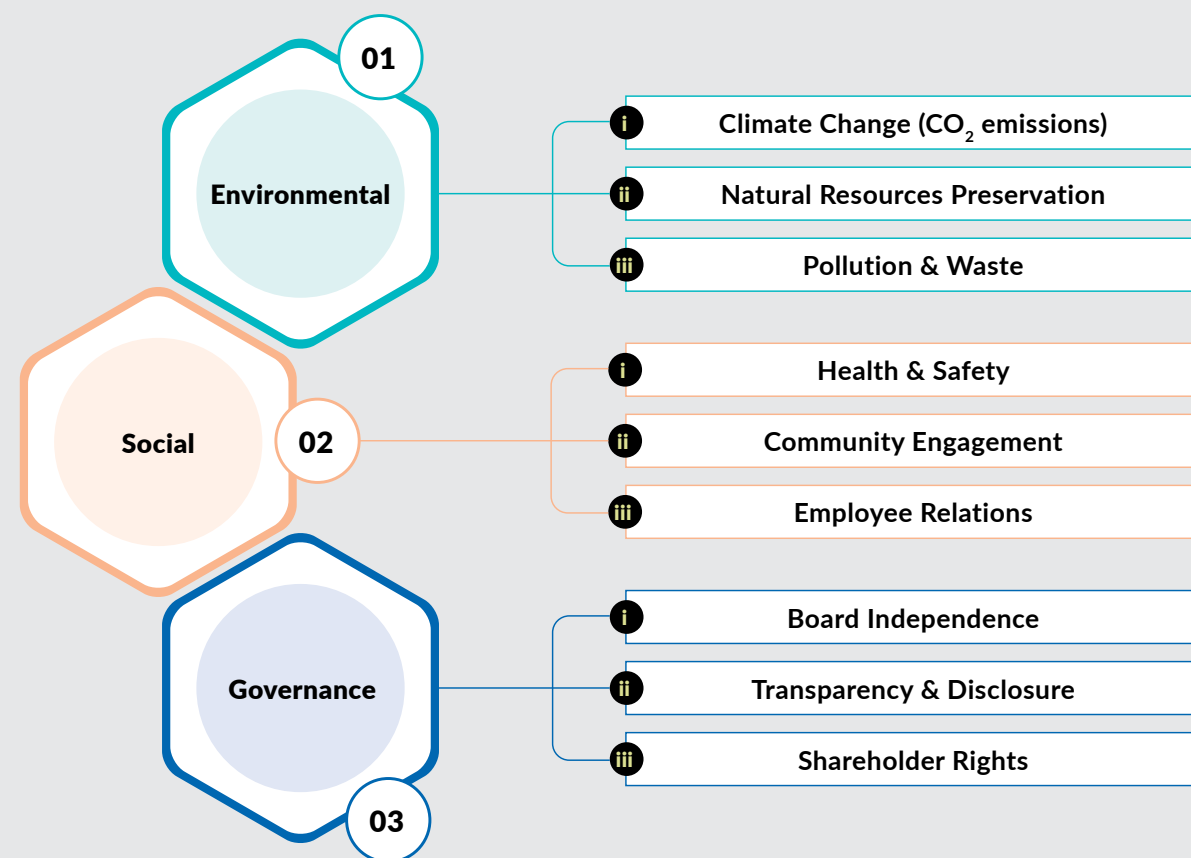 01
Environmental
i
Climate Change (CO₂ emissions)
ii
Natural Resources Preservation
iii
Pollution & Waste
Social
02
i
Health & Safety
ii
Community Engagement
iii
Employee Relations
Governance
03
i
Board Independence
ii
Transparency & Disclosure
iii
Shareholder Rights